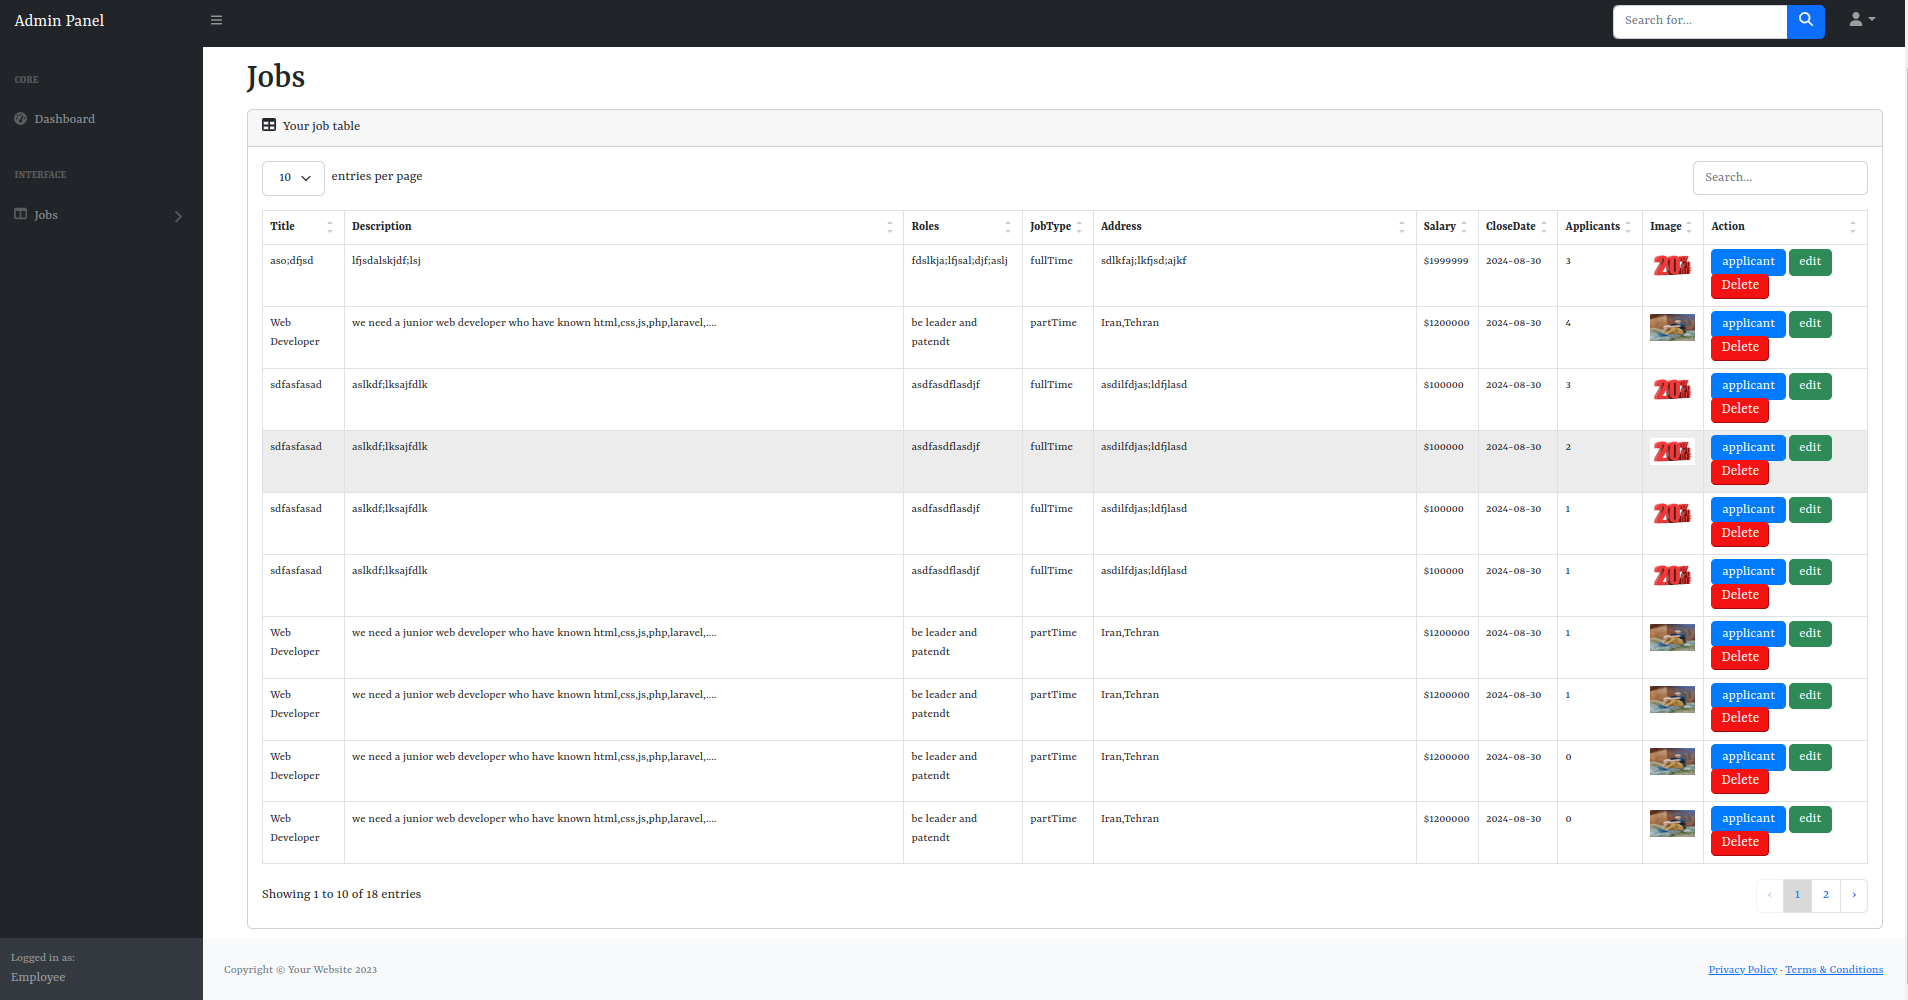 Admin Panel
Search for...
CORE
Dashboard
INTERFACE
Jobs
Logged in as:
Employee
Jobs
Your job table
10 entries per page
Search...
Title Description Roles JobType Address Salary CloseDate Applicants Image Action
aso;dfjsd lfjsdalskjdf;lsj fdslkja;lfjsal;djf;aslj fullTime sdlkfaj;lkfjsd;ajkf $1999999 2024-08-30 3 20% applicant edit
Delete
Web we need a junior web developer who have known html,css,js,php,laravel,.... be leader and partTime Iran,Tehran $1200000 2024-08-30 4 applicant edit
Developer patendt Delete
sdfasfasad aslkdf;lksajfdlk asdfasdflasdjf fullTime asdilfdjas;ldfjlasd $100000 2024-08-30 3 20% applicant edit
Delete
sdfasfasad aslkdf;lksajfdlk asdfasdflasdjf fullTime asdilfdjas;ldfjlasd $100000 2024-08-30 2 20% applicant edit
Delete
sdfasfasad aslkdf;lksajfdlk asdfasdflasdjf fullTime asdilfdjas;ldfjlasd $100000 2024-08-30 1 20% applicant edit
Delete
sdfasfasad aslkdf;lksajfdlk asdfasdflasdjf fullTime asdilfdjas;ldfjlasd $100000 2024-08-30 1 20% applicant edit
Delete
Web we need a junior web developer who have known html,css,js,php,laravel,.... be leader and partTime Iran,Tehran $1200000 2024-08-30 1 applicant edit
Developer patendt Delete
Web we need a junior web developer who have known html,css,js,php,laravel,.... be leader and partTime Iran,Tehran $1200000 2024-08-30 1 applicant edit
Developer patendt Delete
Web we need a junior web developer who have known html,css,js,php,laravel,.... be leader and partTime Iran,Tehran $1200000 2024-08-30 0 applicant edit
Developer patendt Delete
Web we need a junior web developer who have known html,css,js,php,laravel,.... be leader and partTime Iran,Tehran $1200000 2024-08-30 0 applicant edit
Developer patendt Delete
Showing 1 to 10 of 18 entries ‹ 1 2 ›
Copyright © Your Website 2023 Privacy Policy · Terms & Conditions